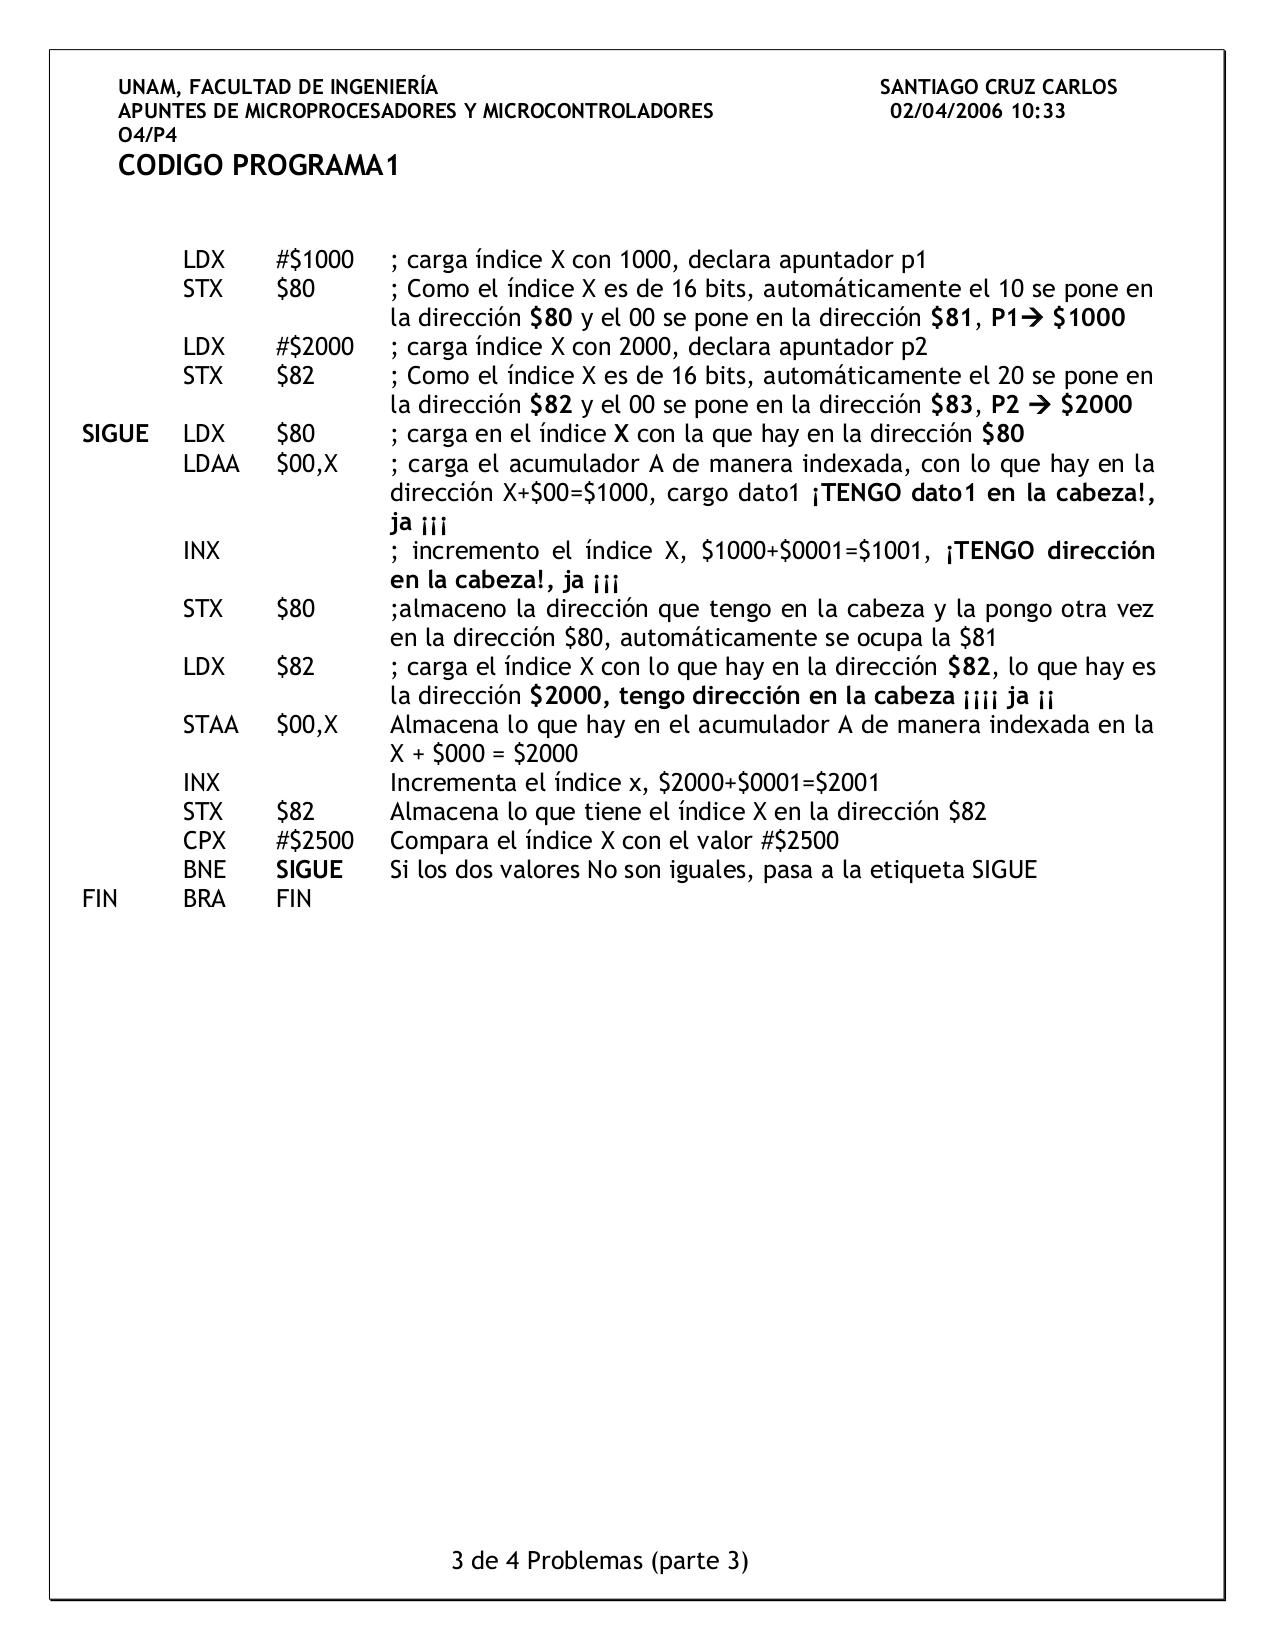 UNAM, FACULTAD DE INGENIERÍA SANTIAGO CRUZ CARLOS
APUNTES DE MICROPROCESADORES Y MICROCONTROLADORES 02/04/2006 10:33
O4/P4
CODIGO PROGRAMA1
LDX #$1000 ; carga índice X con 1000, declara apuntador p1
STX $80 ; Como el índice X es de 16 bits, automáticamente el 10 se pone en
la dirección $80 y el 00 se pone en la dirección $81, P1→ $1000
LDX #$2000 ; carga índice X con 2000, declara apuntador p2
STX $82 ; Como el índice X es de 16 bits, automáticamente el 20 se pone en
la dirección $82 y el 00 se pone en la dirección $83, P2 → $2000
SIGUE LDX $80 ; carga en el índice X con la que hay en la dirección $80
LDAA $00,X ; carga el acumulador A de manera indexada, con lo que hay en la
dirección X+$00=$1000, cargo dato1 ¡TENGO dato1 en la cabeza!,
ja ¡¡¡
INX ; incremento el índice X, $1000+$0001=$1001, ¡TENGO dirección
en la cabeza!, ja ¡¡¡
STX $80 ;almaceno la dirección que tengo en la cabeza y la pongo otra vez
en la dirección $80, automáticamente se ocupa la $81
LDX $82 ; carga el índice X con lo que hay en la dirección $82, lo que hay es
la dirección $2000, tengo dirección en la cabeza ¡¡¡¡ ja ¡¡
STAA $00,X Almacena lo que hay en el acumulador A de manera indexada en la
X + $000 = $2000
INX Incrementa el índice x, $2000+$0001=$2001
STX $82 Almacena lo que tiene el índice X en la dirección $82
CPX #$2500 Compara el índice X con el valor #$2500
BNE SIGUE Si los dos valores No son iguales, pasa a la etiqueta SIGUE
FIN BRA FIN
3 de 4 Problemas (parte 3)